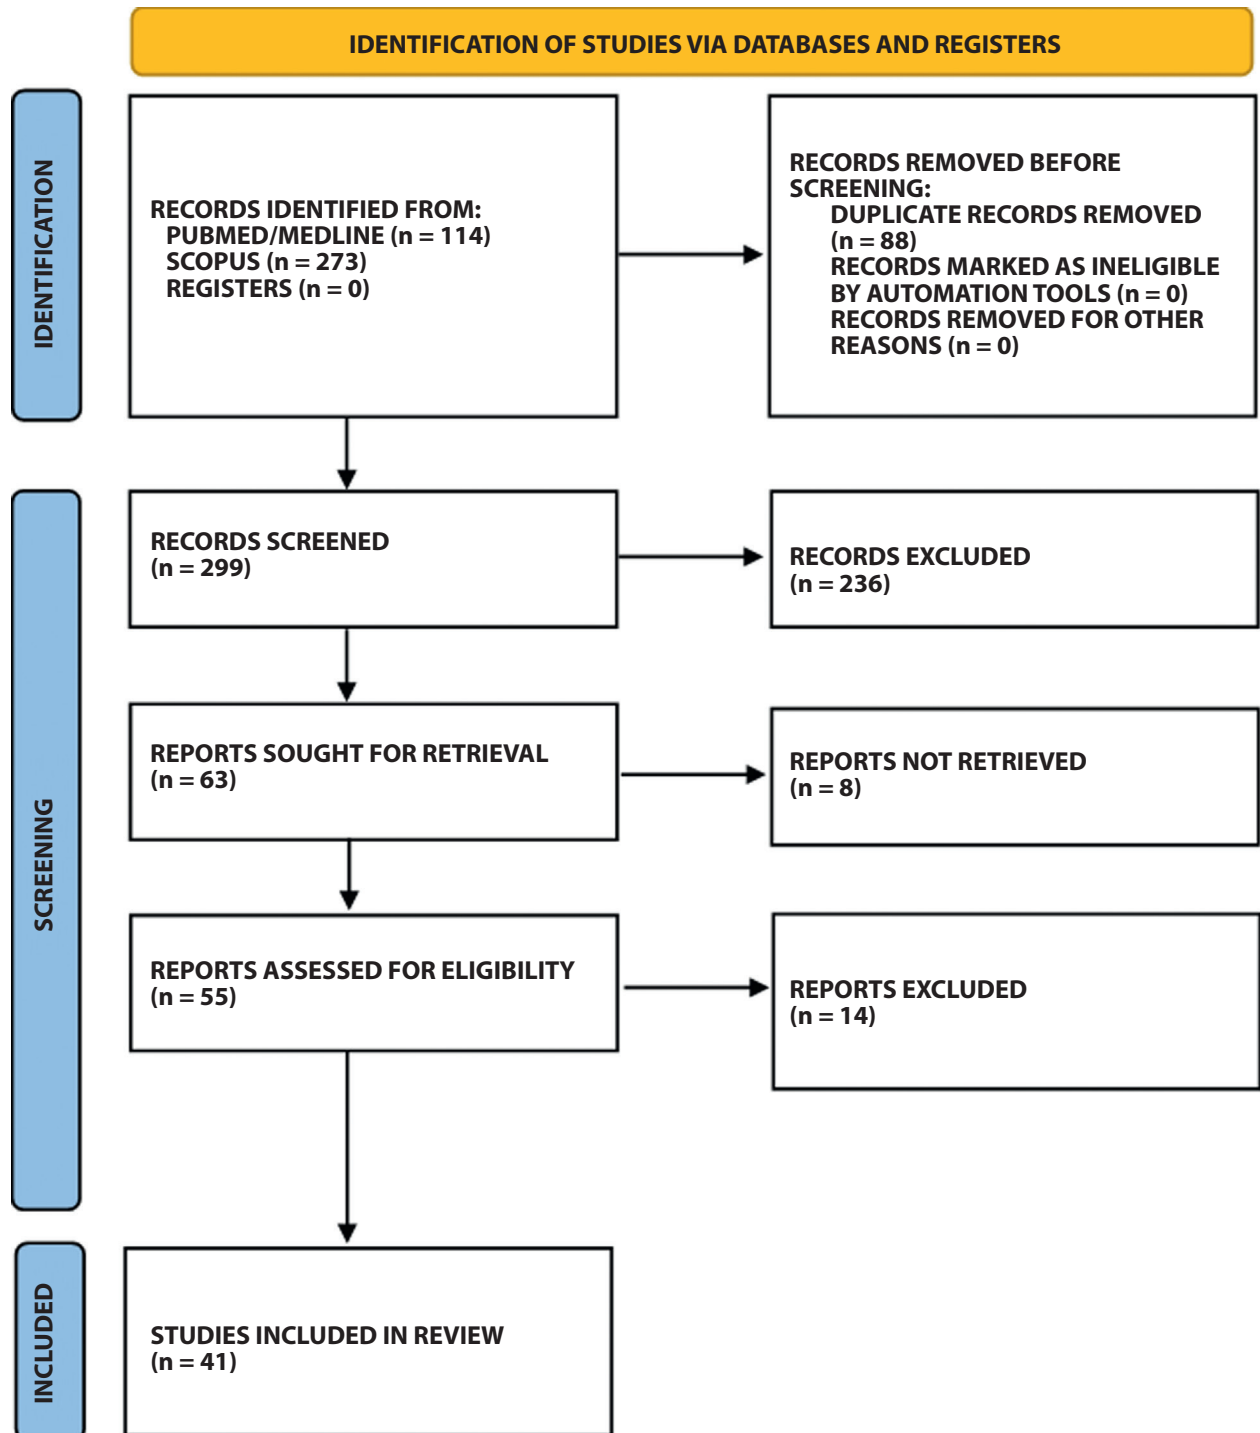 IDENTIFICATION OF STUDIES VIA DATABASES AND REGISTERS
IDENTIFICATION
RECORDS IDENTIFIED FROM:
PUBMED/MEDLINE (n = 114)
SCOPUS (n = 273)
REGISTERS (n = 0)
RECORDS REMOVED BEFORE
SCREENING:
DUPLICATE RECORDS REMOVED
(n = 88)
RECORDS MARKED AS INELIGIBLE
BY AUTOMATION TOOLS (n = 0)
RECORDS REMOVED FOR OTHER
REASONS (n = 0)
SCREENING
RECORDS SCREENED
(n = 299)
RECORDS EXCLUDED
(n = 236)
REPORTS SOUGHT FOR RETRIEVAL
(n = 63)
REPORTS NOT RETRIEVED
(n = 8)
REPORTS ASSESSED FOR ELIGIBILITY
(n = 55)
REPORTS EXCLUDED
(n = 14)
INCLUDED
STUDIES INCLUDED IN REVIEW
(n = 41)